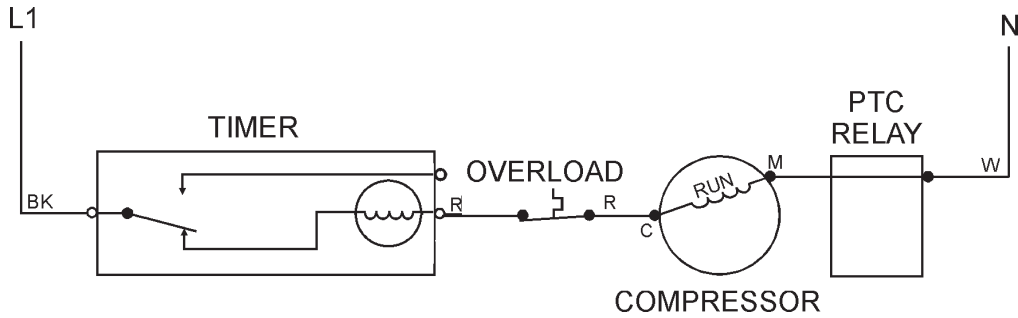 L1
N
PTC
RELAY
TIMER
OVERLOAD
M
RUN
BK
R
R
C
W
COMPRESSOR